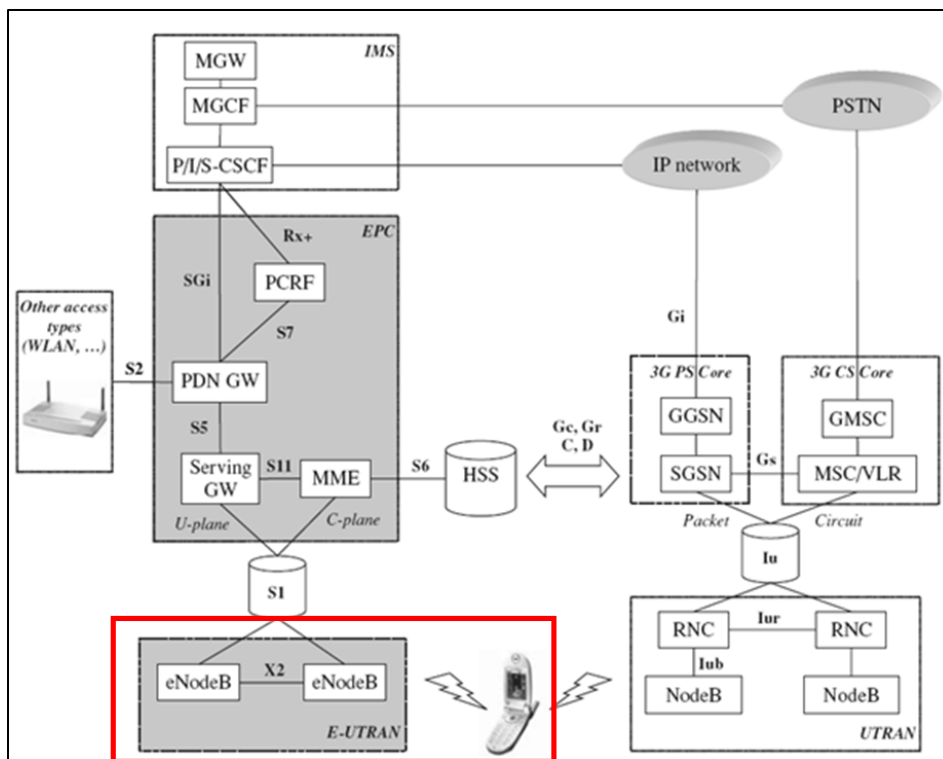 IMS
MGW
MGCF
P/I/S-CSCF
PSTN
IP network
EPC
Rx+
SGi
PCRF
S7
Gi
Other access
types
(WLAN, ...)
S2
PDN GW
S5
Serving
GW
S11
MME
S6
HSS
U-plane
C-plane
Gc, Gr
C, D
3G PS Core
GGSN
SGSN
Gs
3G CS Core
GMSC
MSC/VLR
Packet
Circuit
S1
Iu
eNodeB
X2
eNodeB
E-UTRAN
RNC
Iur
RNC
Iub
NodeB
NodeB
UTRAN